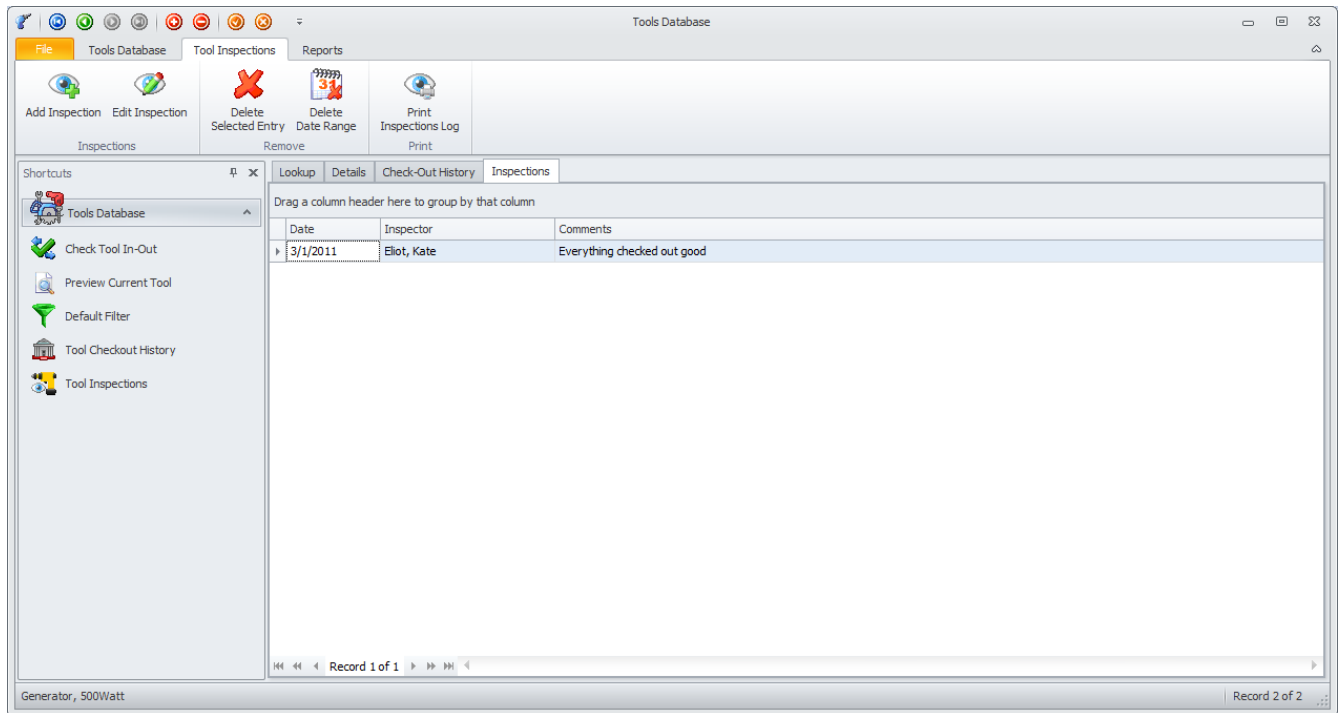 Tools Database
File Tools Database Tool Inspections Reports
31
Add Inspection Edit Inspection Delete Selected Entry Delete Date Range Print Inspections Log
Inspections Remove Print
Shortcuts
Tools Database
Check Tool In-Out
Preview Current Tool
Default Filter
Tool Checkout History
Tool Inspections
Lookup Details Check-Out History Inspections
Drag a column header here to group by that column
Date Inspector Comments
3/1/2011 Eliot, Kate Everything checked out good
Record 1 of 1
Generator, 500Watt Record 2 of 2